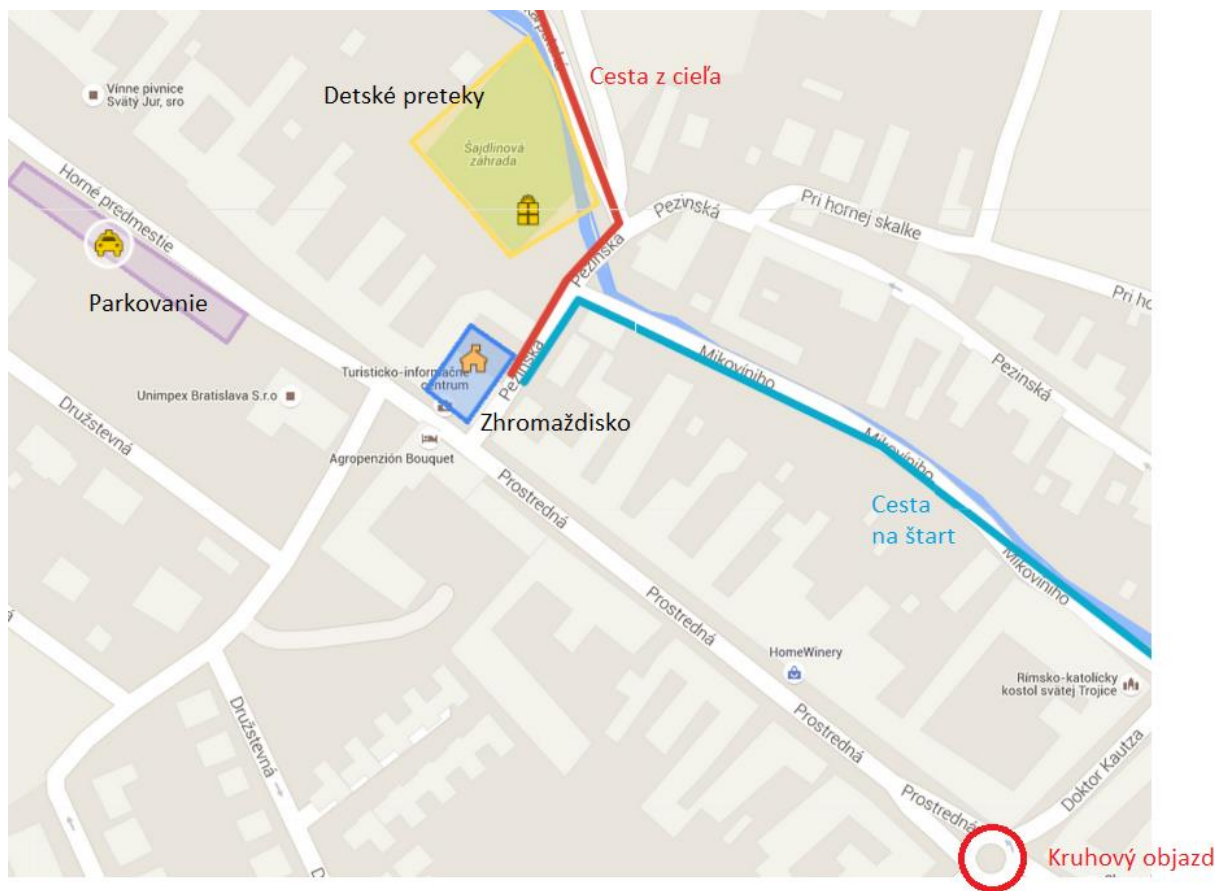 Cesta z cieľa
Vínne pivnice
Svätý Jur, sro
Detské preteky
Šajdlinová
záhrada
Horné predmestie
Pezinská
Pri hornej skalke
Pezinská
Parkovanie
Mikovíniho
Pezinská
Turisticko-informačné
centrum
Pezinská
Unimpex Bratislava S.r.o
Družstevná
Zhromaždisko
Mikovíniho
Agropenzión Bouquet
Prostredná
Cesta
na štart
Mikovíniho
Prostredná
HomeWinery
Rímsko-katolícky
kostol svätej Trojice
Družstevná
Prostredná
Doktor Kautza
Prostredná
Kruhový objazd